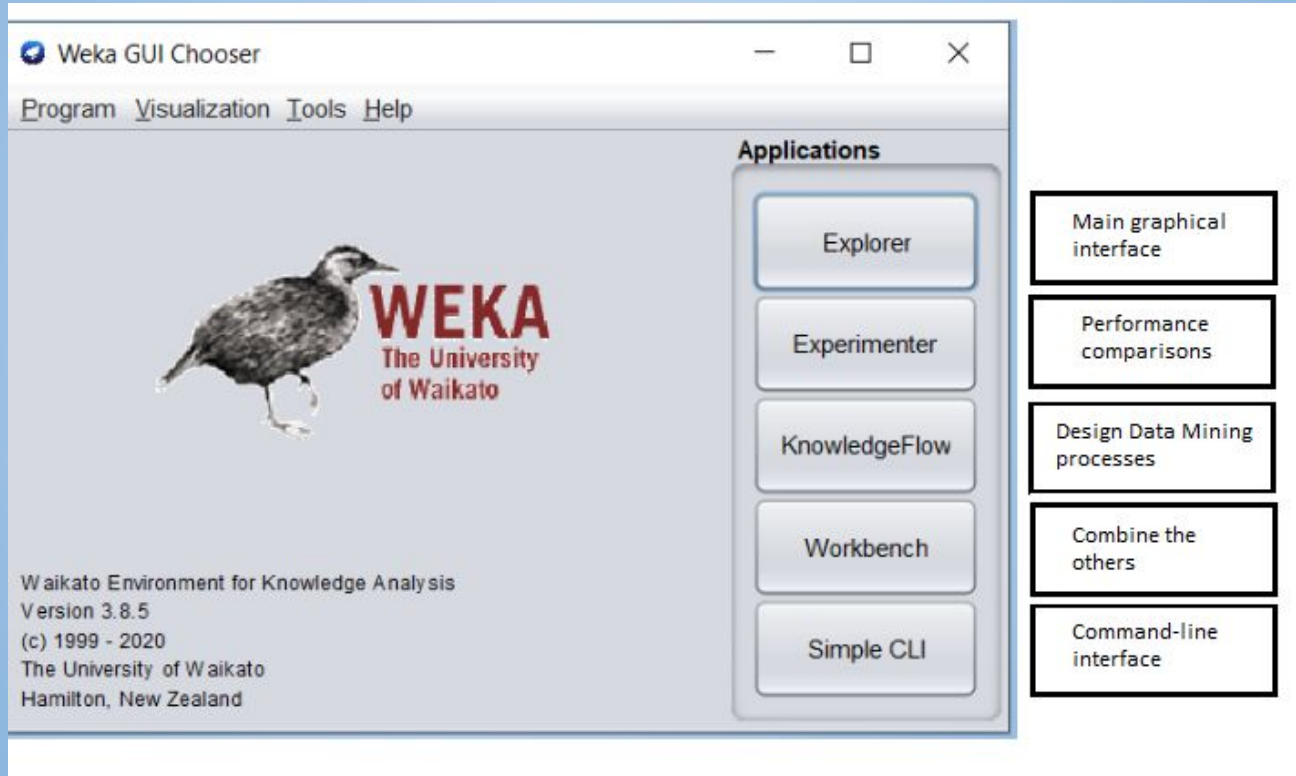 Weka GUI Chooser
Program Visualization Tools Help
Applications
WEKA
The University
of Waikato
Explorer
Main graphical
interface
Experimenter
Performance
comparisons
KnowledgeFlow
Design Data Mining
processes
Workbench
Combine the
others
Simple CLI
Command-line
interface
Waikato Environment for Knowledge Analysis
Version 3.8.5
(c) 1999 - 2020
The University of Waikato
Hamilton, New Zealand